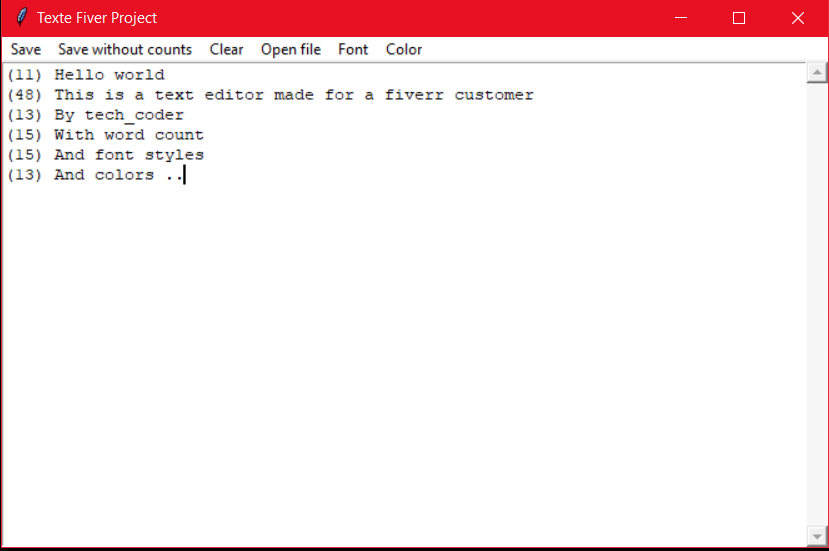 Texte Fiver Project
Save Save without counts Clear Open file Font Color
(11) Hello world
(48) This is a text editor made for a fiverr customer
(13) By tech_coder
(15) With word count
(15) And font styles
(13) And colors ..